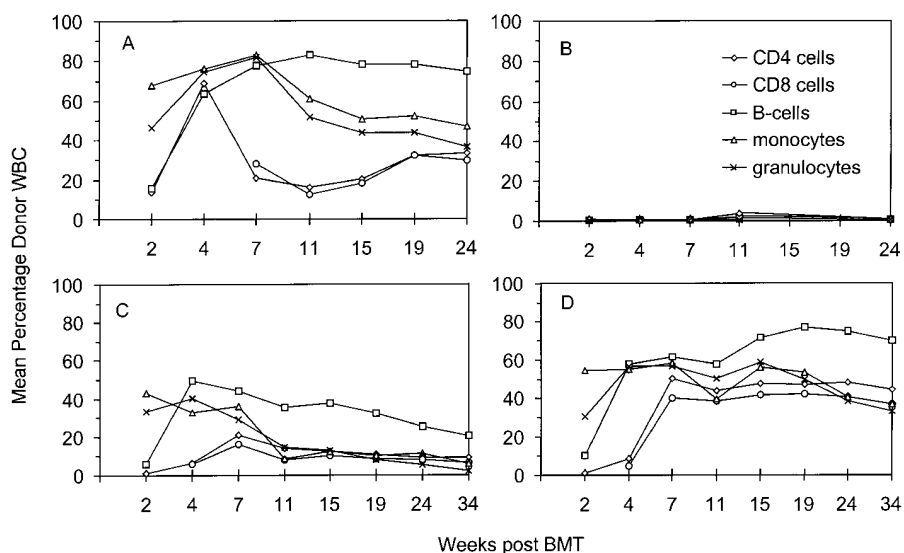 Mean Percentage Donor WBC
A
100
80
60
40
20
0
2 4 7 11 15 19 24
B
100
80
60
40
20
0
2 4 7 11 15 19 24
CD4 cells
CD8 cells
B-cells
monocytes
granulocytes
C
100
80
60
40
20
0
2 4 7 11 15 19 24 34
D
100
80
60
40
20
0
2 4 7 11 15 19 24 34
Weeks post BMT